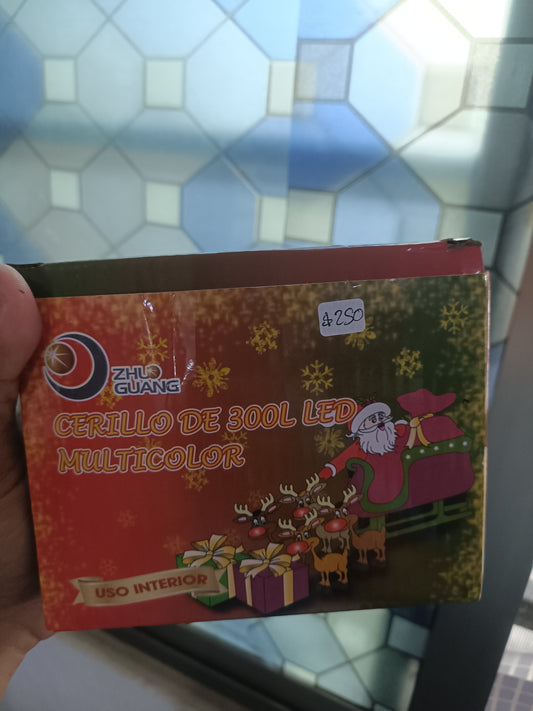 $250
ZHUO
GUANG
CERILLO DE 300L LED
MULTICOLOR
USO INTERIOR